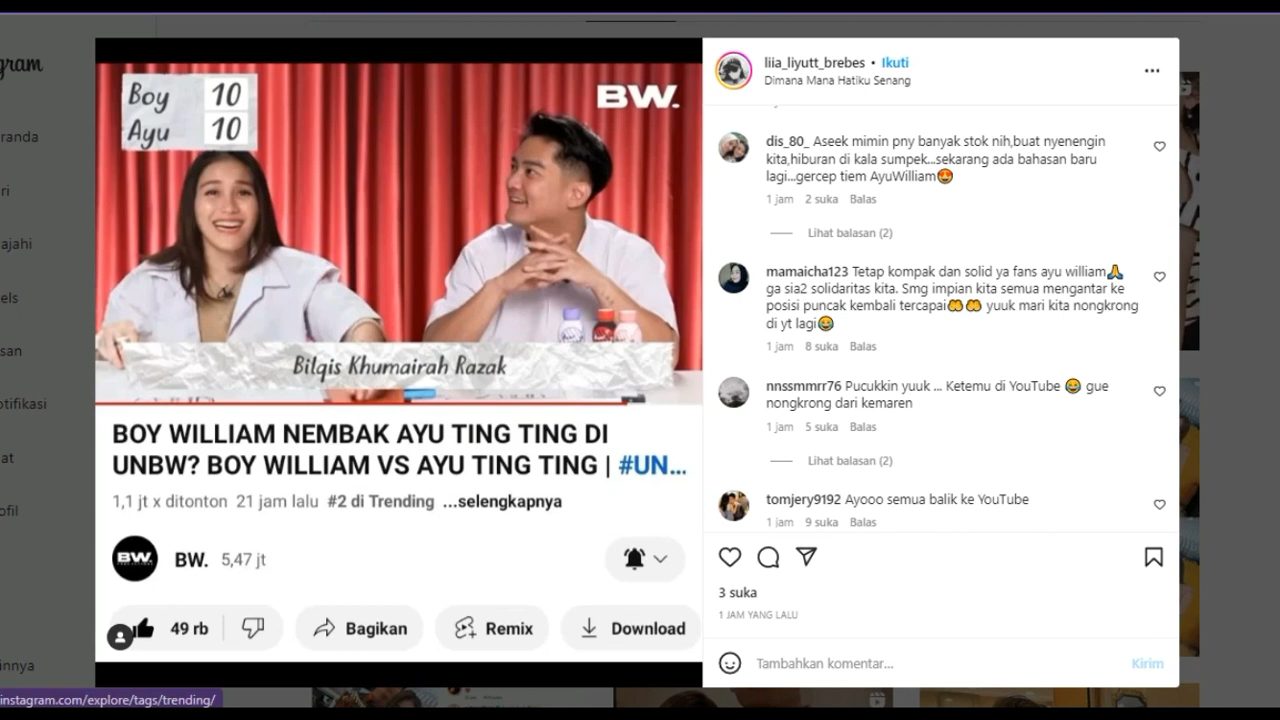 gram
randa
ri
ajahi
els
san
otifikasi
at
ofil
innya
instagram.com/explore/tags/trending/
Boy 10
Ayu 10
BW.
Bilqis Khumairah Razak
BOY WILLIAM NEMBAK AYU TING TING DI
UNBW? BOY WILLIAM VS AYU TING TING | #UN...
1,1 jt x ditonton 21 jam lalu #2 di Trending ...selengkapnya
BW.
BW. 5,47 jt
49 rb
Bagikan
Remix
Download
liia_liyutt_brebes • Ikuti
Dimana Mana Hatiku Senang
dis_80_ Aseek mimin pny banyak stok nih,buat nyenengin
kita,hiburan di kala sumpek...sekarang ada bahasan baru
lagi...gercep tiem AyuWilliam🤩
1 jam 2 suka Balas
Lihat balasan (2)
mamaicha123 Tetap kompak dan solid ya fans ayu william🙏
ga sia2 solidaritas kita. Smg impian kita semua mengantar ke
posisi puncak kembali tercapai🤲🤲 yuuk mari kita nongkrong
di yt lagi😂
1 jam 8 suka Balas
nnssmmrr76 Pucukkin yuuk ... Ketemu di YouTube 😂 gue
nongkrong dari kemaren
1 jam 5 suka Balas
Lihat balasan (2)
tomjery9192 Ayooo semua balik ke YouTube
1 jam 9 suka Balas
3 suka
1 JAM YANG LALU
Tambahkan komentar...
Kirim